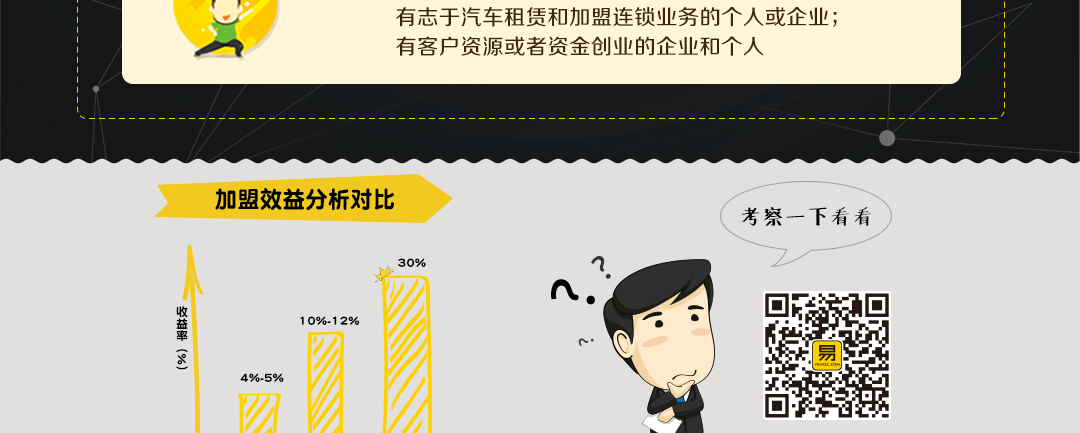 有志于汽车租赁和加盟连锁业务的个人或企业；
有客户资源或者资金创业的企业和个人
加盟效益分析对比
考察一下看看
30%
收益率（%）
10%-12%
4%-5%
易